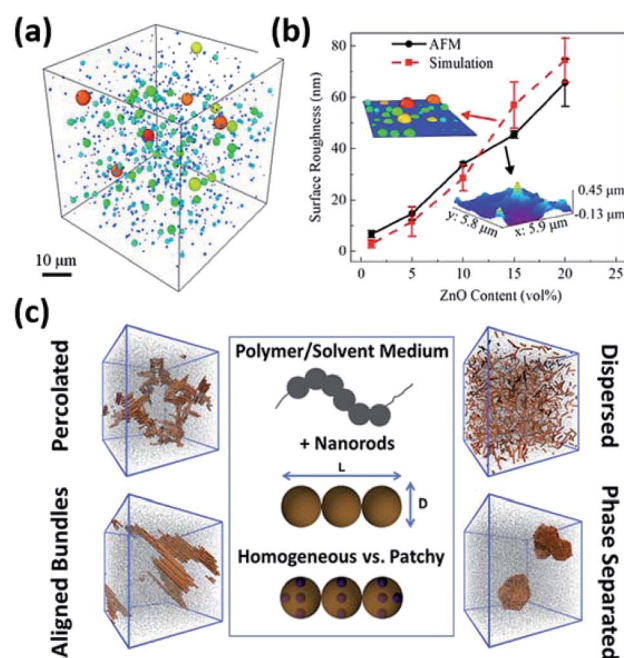 (a)
10 μm
(b)
AFM
Simulation
Surface Roughness (nm)
80
60
40
20
0
0.45 μm
-0.13 μm
y: 5.8 μm
x: 5.9 μm
0
5
10
15
20
25
ZnO Content (vol%)
(c)
Percolated
Aligned Bundles
Polymer/Solvent Medium
+ Nanorods
L
D
Homogeneous vs. Patchy
Dispersed
Phase Separated